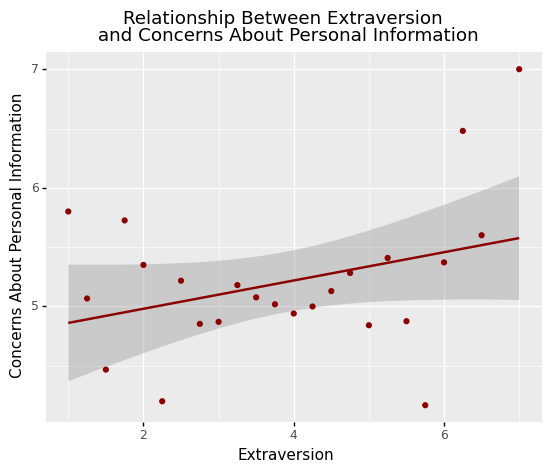 Relationship Between Extraversion
and Concerns About Personal Information
7
6
5
Concerns About Personal Information
2
4
6
Extraversion